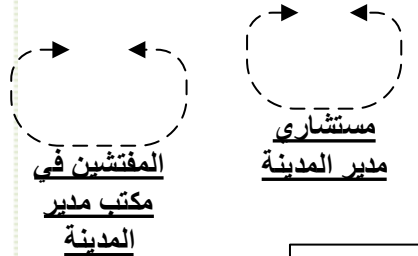 مستشاري
مدير المدينة
المفتشين في
مكتب مدير
المدينة